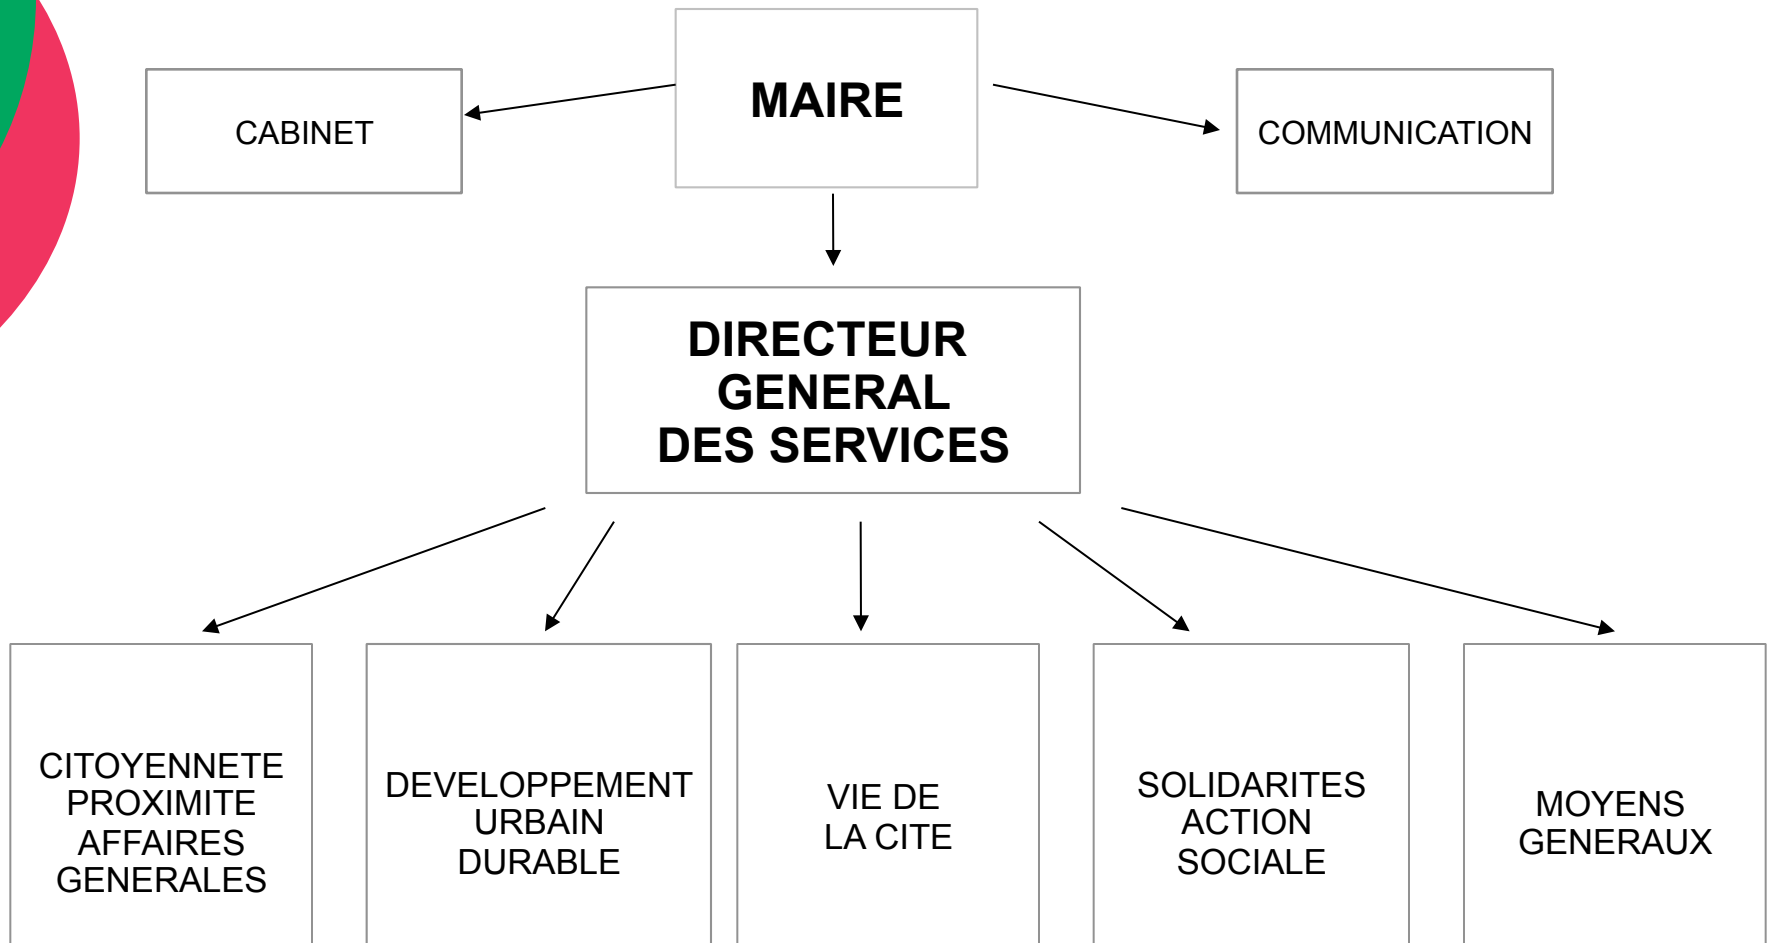 MAIRE
CABINET
COMMUNICATION
DIRECTEUR
GENERAL
DES SERVICES
CITOYENNETE
PROXIMITE
AFFAIRES
GENERALES
DEVELOPPEMENT
URBAIN
DURABLE
VIE DE
LA CITE
SOLIDARITES
ACTION
SOCIALE
MOYENS
GENERAUX